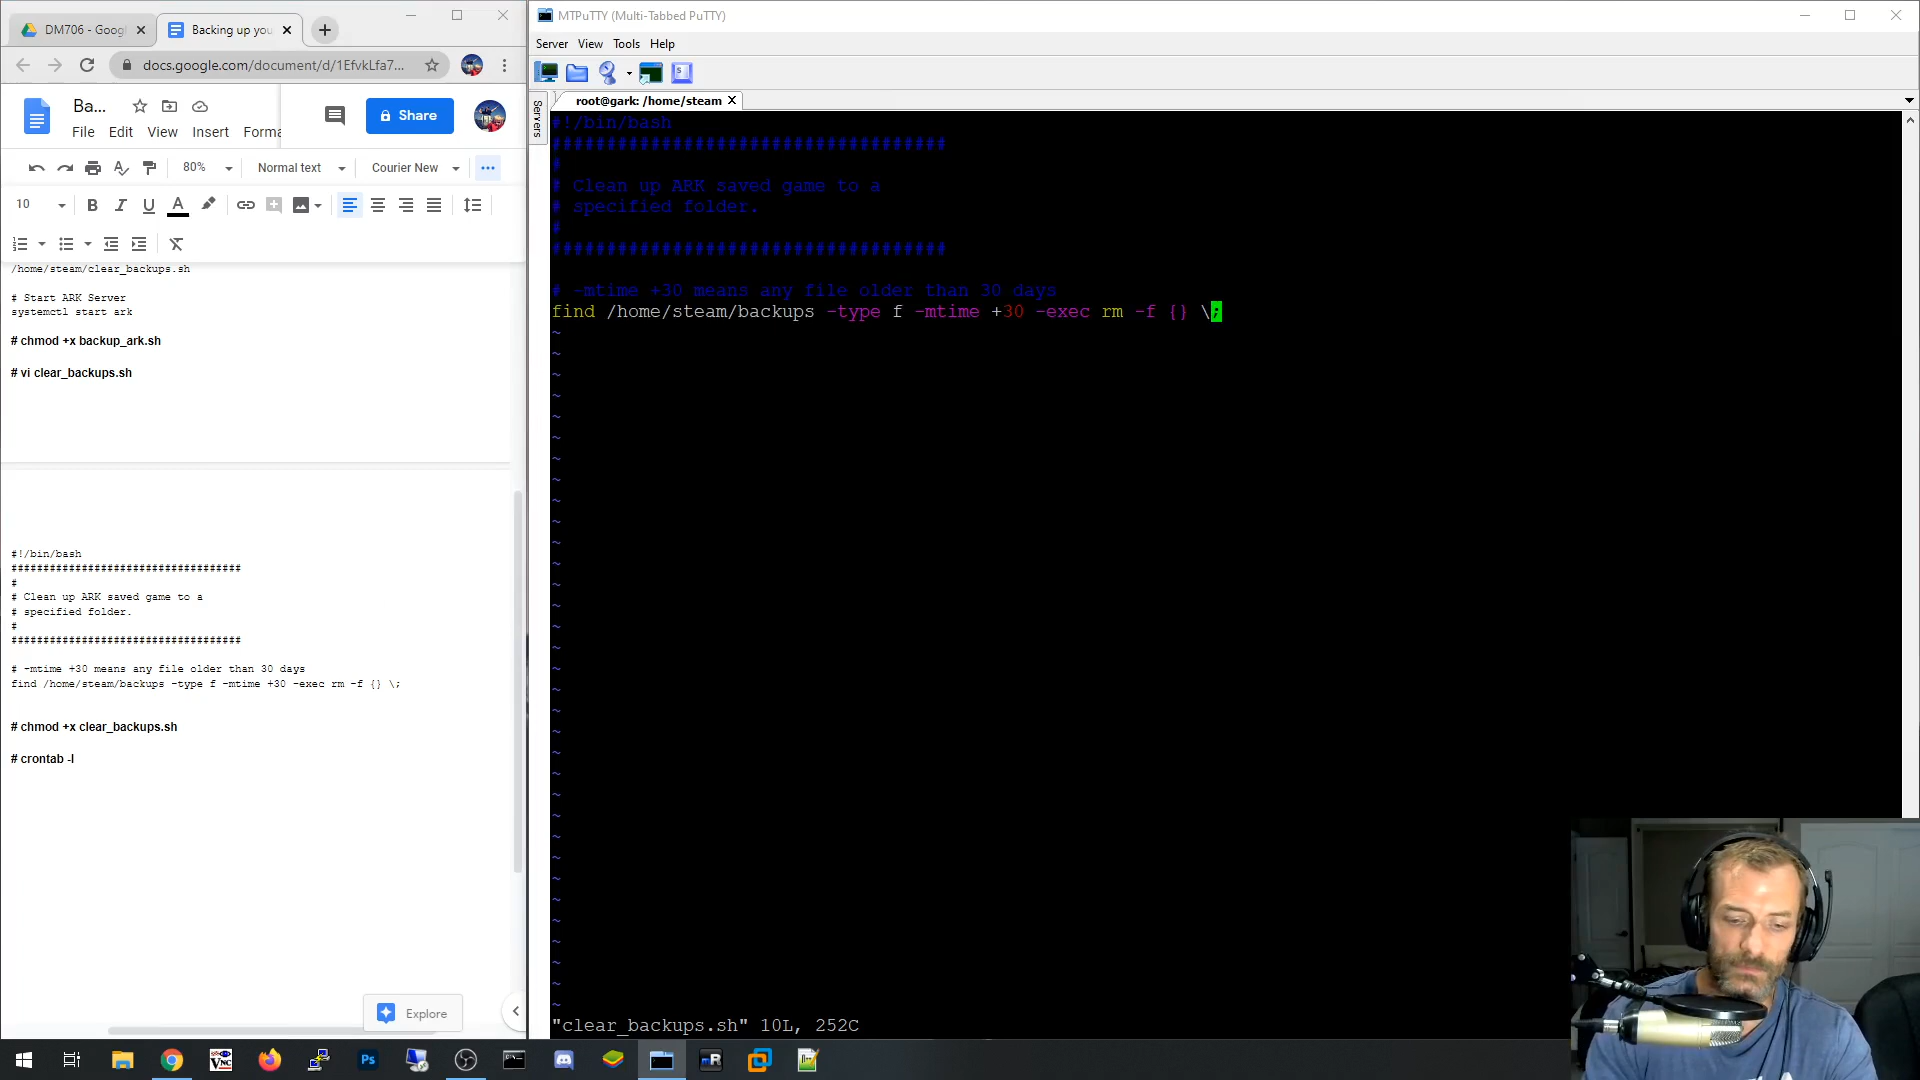 DM706 - Goog
Backing up you
docs.google.com/document/d/1EfvkLfa7...
Ba...
Share
File Edit View Insert Forma
80% Normal text Courier New
10
/home/steam/clear_backups.sh
# Start ARK Server
systemctl start ark
# chmod +x backup_ark.sh
# vi clear_backups.sh
#!/bin/bash
####################################
#
# Clean up ARK saved game to a
# specified folder.
#
####################################
# -mtime +30 means any file older than 30 days
find /home/steam/backups -type f -mtime +30 -exec rm -f {} \;
# chmod +x clear_backups.sh
# crontab -l
Explore
MTPuTTY (Multi-Tabbed PuTTY)
Server View Tools Help
Servers
root@gark: /home/steam
#!/bin/bash
####################################
#
# Clean up ARK saved game to a
# specified folder.
#
####################################
# -mtime +30 means any file older than 30 days
find /home/steam/backups -type f -mtime +30 -exec rm -f {} \;
"clear_backups.sh" 10L, 252C
Ps
mR